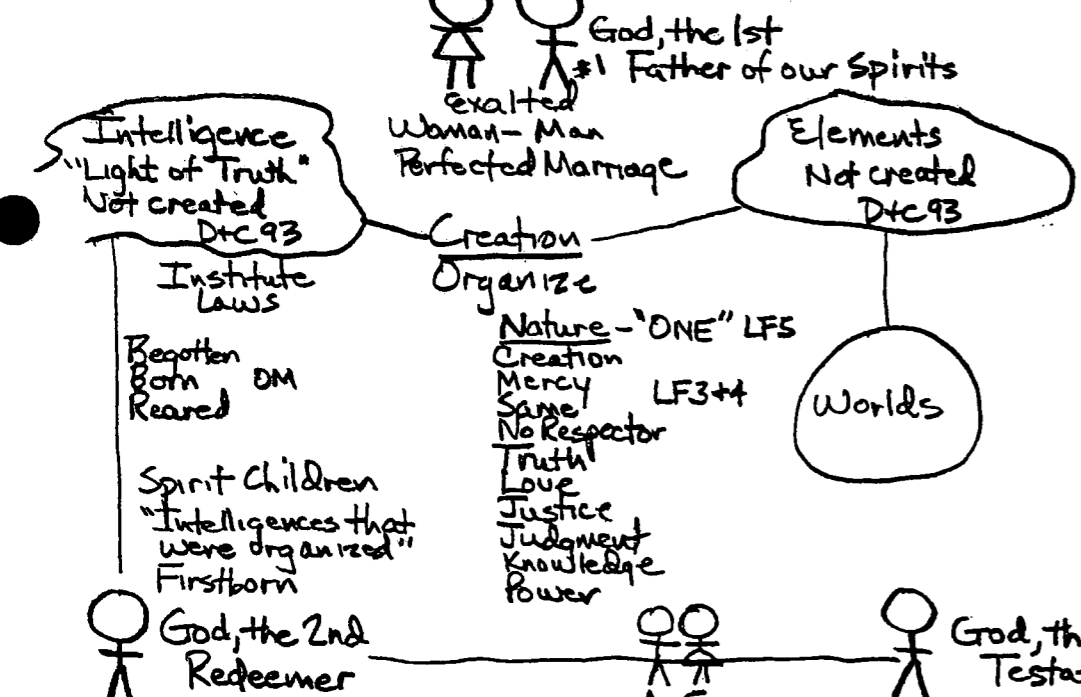 God, the 1st
#1 Father of our Spirits
exalted
Woman - Man
Perfected Marriage
Intelligence
"Light of Truth"
Not created
D+C 93
Elements
Not created
D+C 93
Creation
Organize
Institute
Laws
Nature - "ONE" LF5
Creation
Mercy
Same
No Respector
Truth
Love
Justice
Judgment
Knowledge
Power
LF3+4
Worlds
Begotten
Born OM
Reared
Spirit Children
"Intelligences that
were organized"
Firstborn
God, the 2nd
Redeemer
God, th
Testa